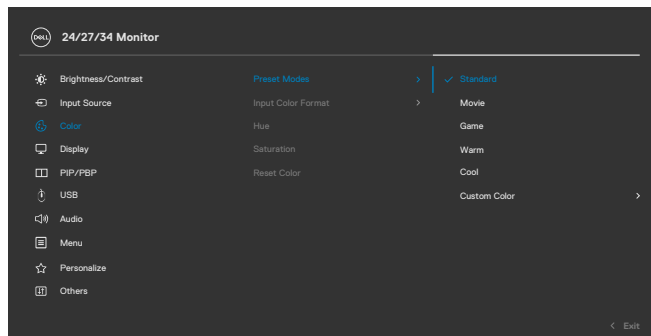 DELL 24/27/34 Monitor
Brightness/Contrast Preset Modes > ✓ Standard
Input Source Input Color Format > Movie
Color Hue Game
Display Saturation Warm
PIP/PBP Reset Color Cool
USB Custom Color >
Audio
Menu
Personalize
Others
< Exit